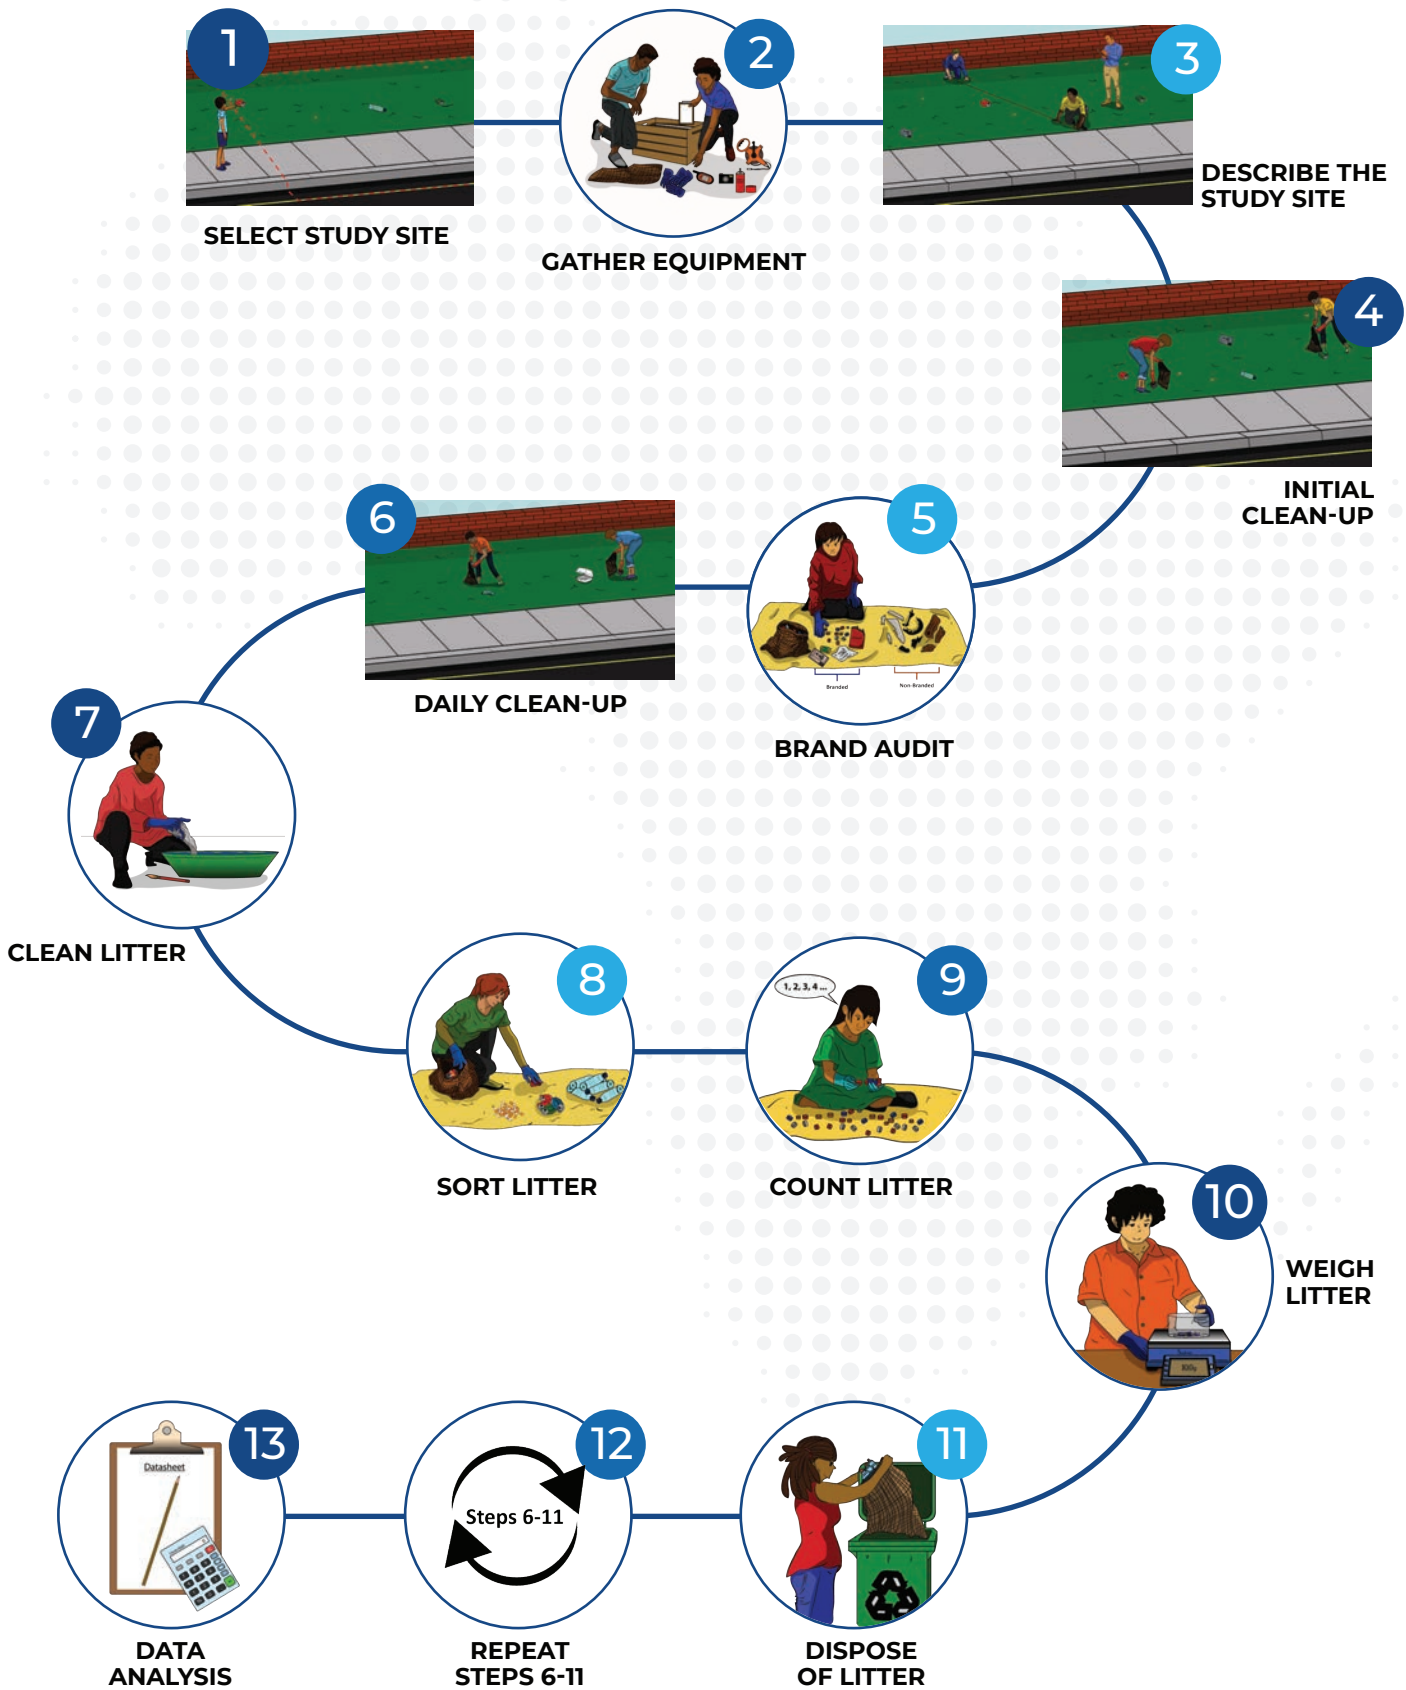 1
SELECT STUDY SITE
2
GATHER EQUIPMENT
3
DESCRIBE THE
STUDY SITE
4
INITIAL
CLEAN-UP
5
Branded
Non-Branded
BRAND AUDIT
6
DAILY CLEAN-UP
7
CLEAN LITTER
8
SORT LITTER
9
1, 2, 3, 4 ...
COUNT LITTER
10
100g
WEIGH
LITTER
11
DISPOSE
OF LITTER
12
Steps 6-11
REPEAT
STEPS 6-11
13
Datasheet
DATA
ANALYSIS